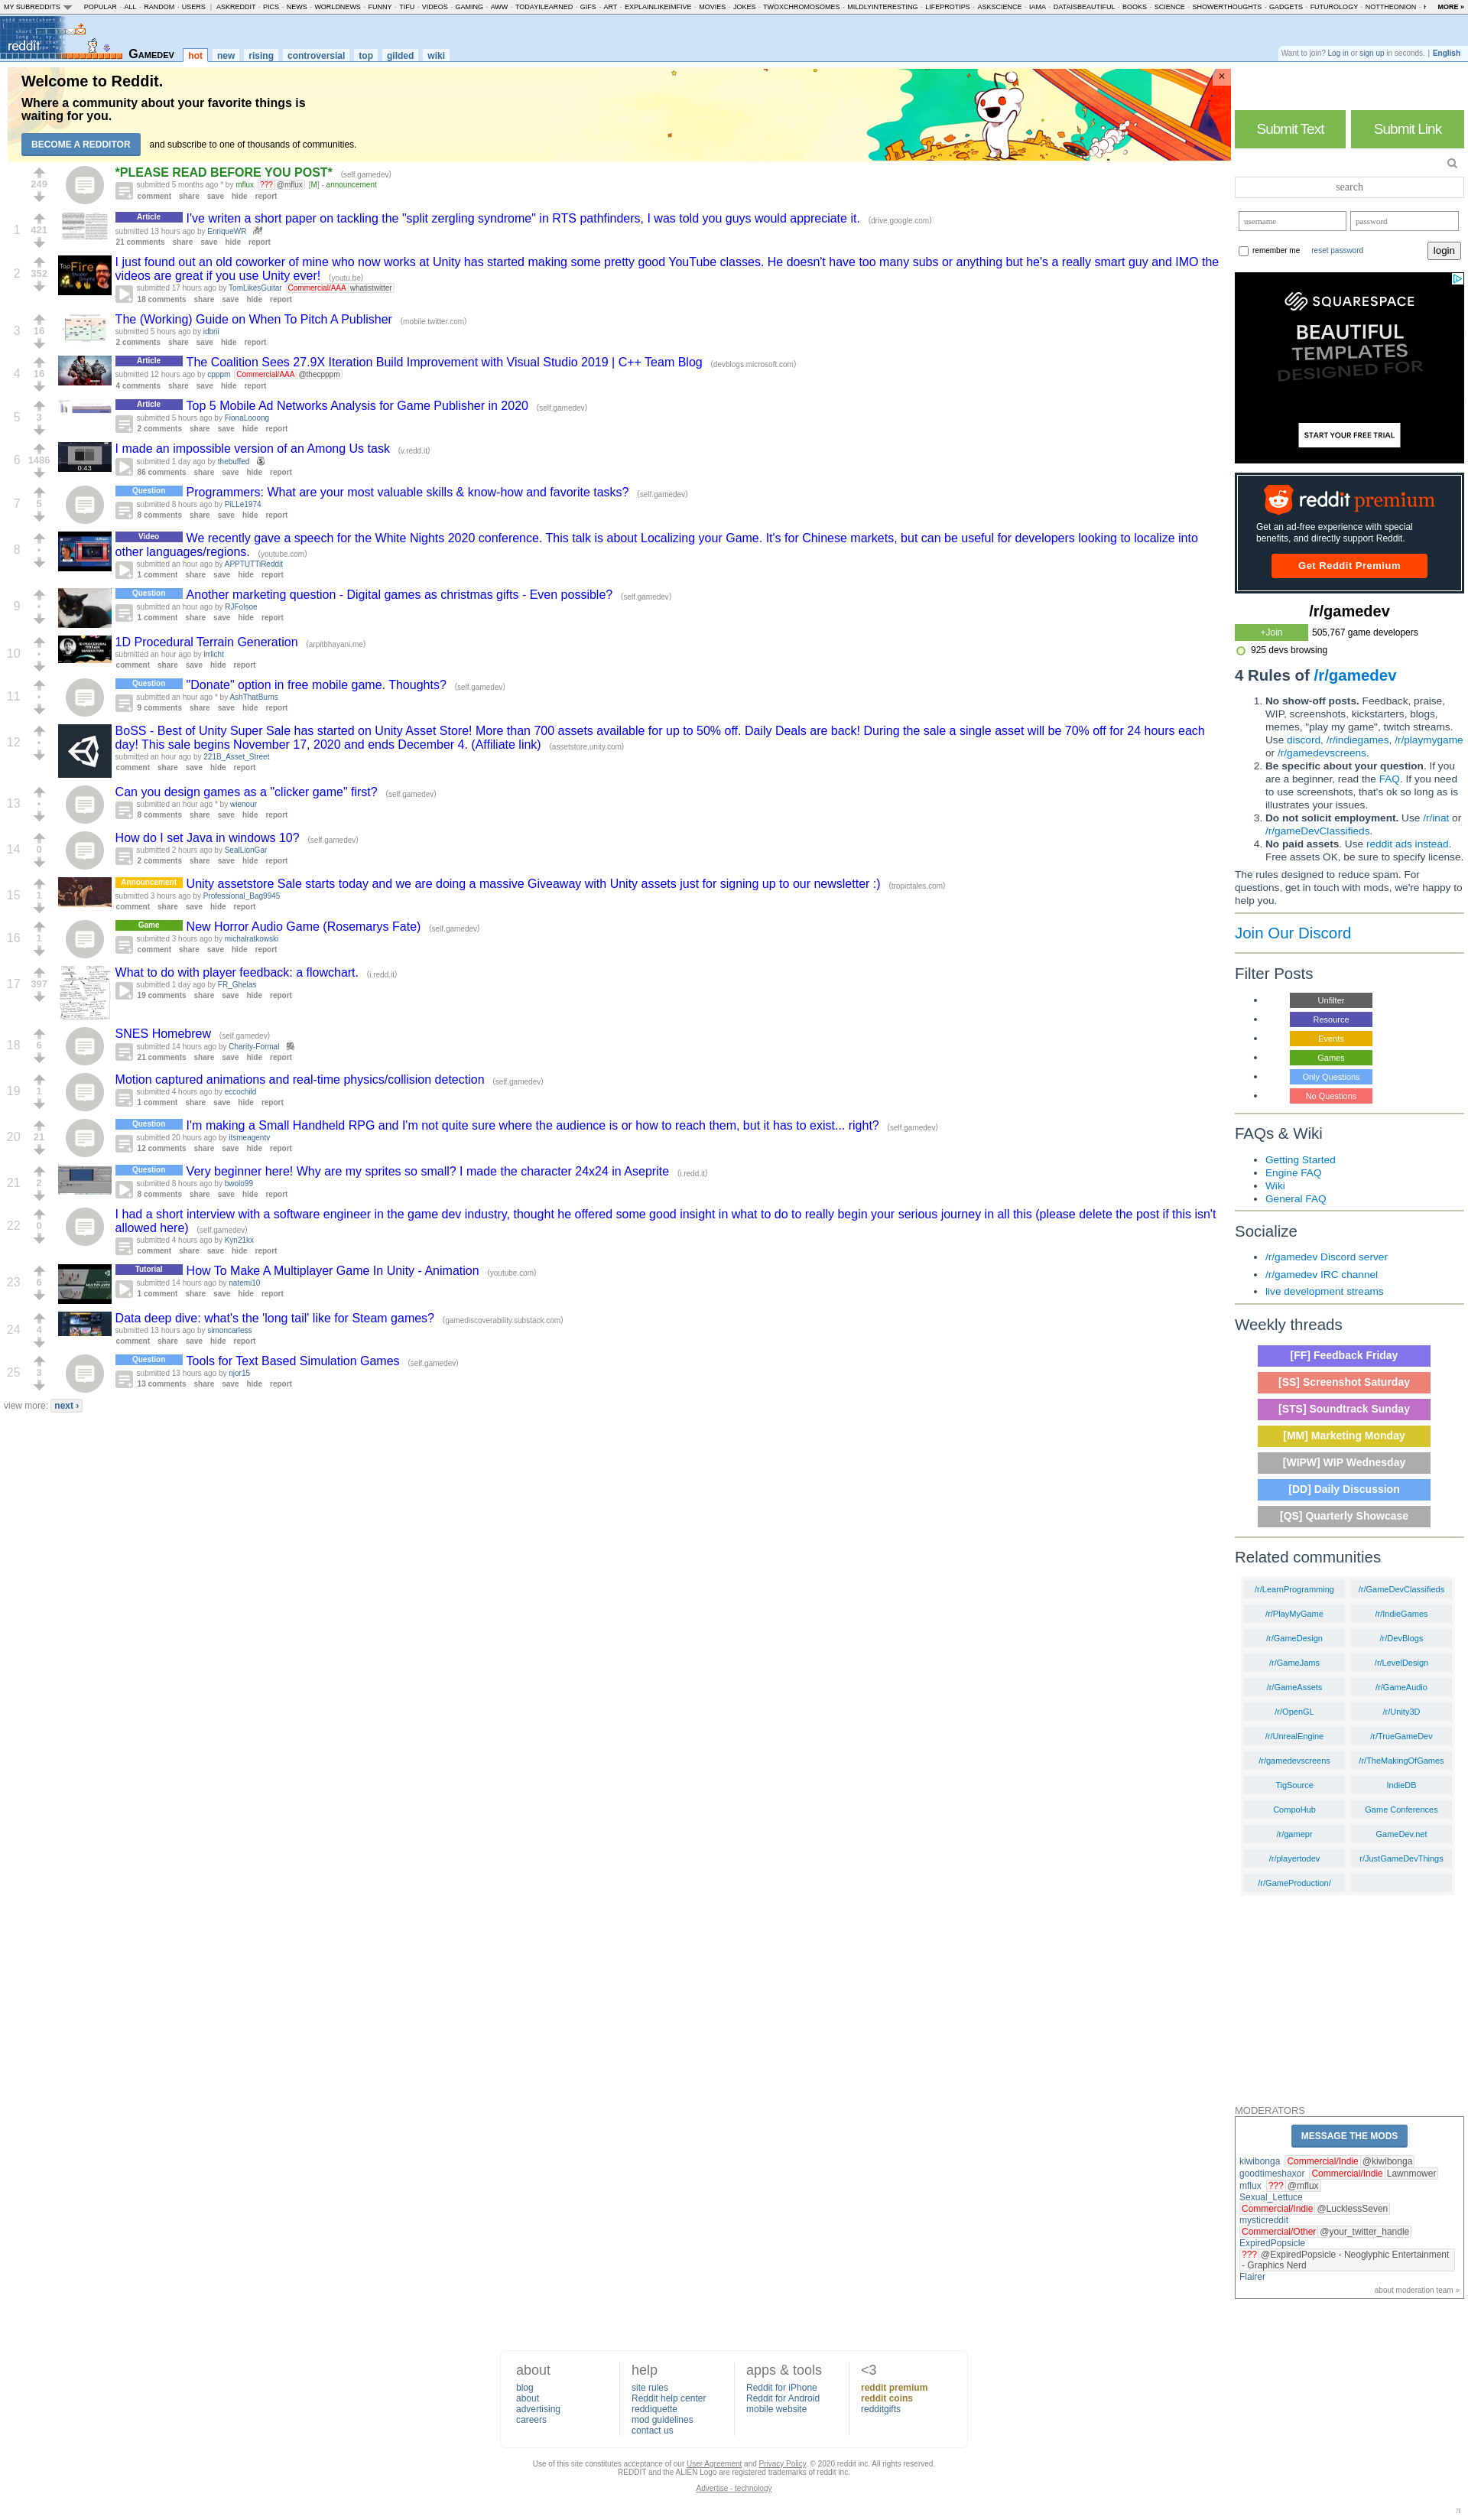 MY SUBREDDITS POPULAR - ALL - RANDOM - USERS | ASKREDDIT - PICS - NEWS - WORLDNEWS - FUNNY - TIFU - VIDEOS - GAMING - AWW - TODAYILEARNED - GIFS - ART - EXPLAINLIKEIMFIVE - MOVIES - JOKES - TWOXCHROMOSOMES - MILDLYINTERESTING - LIFEPROTIPS - ASKSCIENCE - IAMA - DATAISBEAUTIFUL - BOOKS - SCIENCE - SHOWERTHOUGHTS - GADGETS - FUTUROLOGY - NOTTHEONION - MORE »
reddit GAMEDEV hot new rising controversial top gilded wiki
Want to join? Log in or sign up in seconds. | English
Welcome to Reddit.
Where a community about your favorite things is
waiting for you.
BECOME A REDDITOR and subscribe to one of thousands of communities.
×
249
*PLEASE READ BEFORE YOU POST* (self.gamedev)
submitted 5 months ago * by mflux ??? @mflux [M] - announcement
comment share save hide report
1 421
Article I've writen a short paper on tackling the "split zergling syndrome" in RTS pathfinders, I was told you guys would appreciate it. (drive.google.com)
submitted 13 hours ago by EnriqueWR
21 comments share save hide report
2 352
Top Fire
I just found out an old coworker of mine who now works at Unity has started making some pretty good YouTube classes. He doesn't have too many subs or anything but he's a really smart guy and IMO the
videos are great if you use Unity ever! (youtu.be)
submitted 17 hours ago by TomLikesGuitar Commercial/AAA whatistwitter
18 comments share save hide report
3 16
The (Working) Guide on When To Pitch A Publisher (mobile.twitter.com)
submitted 5 hours ago by idbrii
2 comments share save hide report
4 16
Article The Coalition Sees 27.9X Iteration Build Improvement with Visual Studio 2019 | C++ Team Blog (devblogs.microsoft.com)
submitted 12 hours ago by cpppm Commercial/AAA @thecppprn
4 comments share save hide report
5 3
Article Top 5 Mobile Ad Networks Analysis for Game Publisher in 2020 (self.gamedev)
submitted 5 hours ago by FionaLooong
2 comments share save hide report
6 1486
0:43
I made an impossible version of an Among Us task (v.redd.it)
submitted 1 day ago by thebuffed
86 comments share save hide report
7 5
Question Programmers: What are your most valuable skills & know-how and favorite tasks? (self.gamedev)
submitted 8 hours ago by PiLLe1974
8 comments share save hide report
8 •
Video We recently gave a speech for the White Nights 2020 conference. This talk is about Localizing your Game. It's for Chinese markets, but can be useful for developers looking to localize into
other languages/regions. (youtube.com)
submitted an hour ago by APPTUTTiReddit
1 comment share save hide report
9 •
Question Another marketing question - Digital games as christmas gifts - Even possible? (self.gamedev)
submitted an hour ago by RJFolsoe
1 comment share save hide report
10 •
1D PROCEDURAL TERRAIN GENERATION
1D Procedural Terrain Generation (arpitbhayani.me)
submitted an hour ago by irrlicht
comment share save hide report
11 •
Question "Donate" option in free mobile game. Thoughts? (self.gamedev)
submitted an hour ago * by AshThatBurns
9 comments share save hide report
12 •
BoSS - Best of Unity Super Sale has started on Unity Asset Store! More than 700 assets available for up to 50% off. Daily Deals are back! During the sale a single asset will be 70% off for 24 hours each
day! This sale begins November 17, 2020 and ends December 4. (Affiliate link) (assetstore.unity.com)
submitted an hour ago by 221B_Asset_Street
comment share save hide report
13 •
Can you design games as a "clicker game" first? (self.gamedev)
submitted an hour ago * by wienour
8 comments share save hide report
14 0
How do I set Java in windows 10? (self.gamedev)
submitted 2 hours ago by SealLionGar
2 comments share save hide report
15 1
Announcement Unity assetstore Sale starts today and we are doing a massive Giveaway with Unity assets just for signing up to our newsletter :) (tropictales.com)
submitted 3 hours ago by Professional_Bag9945
comment share save hide report
16 1
Game New Horror Audio Game (Rosemarys Fate) (self.gamedev)
submitted 3 hours ago by michalratkowski
comment share save hide report
17 397
What to do with player feedback: a flowchart. (i.redd.it)
submitted 1 day ago by FR_Ghelas
19 comments share save hide report
18 6
SNES Homebrew (self.gamedev)
submitted 14 hours ago by Charity-Formal
21 comments share save hide report
19 1
Motion captured animations and real-time physics/collision detection (self.gamedev)
submitted 4 hours ago by eccochild
1 comment share save hide report
20 21
Question I'm making a Small Handheld RPG and I'm not quite sure where the audience is or how to reach them, but it has to exist... right? (self.gamedev)
submitted 20 hours ago by itsmeagentv
12 comments share save hide report
21 2
Question Very beginner here! Why are my sprites so small? I made the character 24x24 in Aseprite (i.redd.it)
submitted 8 hours ago by bwolo99
8 comments share save hide report
22 0
I had a short interview with a software engineer in the game dev industry, thought he offered some good insight in what to do to really begin your serious journey in all this (please delete the post if this isn't
allowed here) (self.gamedev)
submitted 4 hours ago by Kyn21kx
comment share save hide report
23 6
Tutorial How To Make A Multiplayer Game In Unity - Animation (youtube.com)
submitted 14 hours ago by natemi10
1 comment share save hide report
24 4
Data deep dive: what's the 'long tail' like for Steam games? (gamediscoverability.substack.com)
submitted 13 hours ago by simoncarless
comment share save hide report
25 3
Question Tools for Text Based Simulation Games (self.gamedev)
submitted 13 hours ago by njor15
13 comments share save hide report
view more: next ›
Submit Text Submit Link
search
username password
remember me reset password login
SQUARESPACE
BEAUTIFUL
TEMPLATES
DESIGNED FOR
START YOUR FREE TRIAL
reddit premium
Get an ad-free experience with special
benefits, and directly support Reddit.
Get Reddit Premium
/r/gamedev
+Join 505,767 game developers
925 devs browsing
4 Rules of /r/gamedev
1. No show-off posts. Feedback, praise,
WIP, screenshots, kickstarters, blogs,
memes, "play my game", twitch streams.
Use discord, /r/indiegames, /r/playmygame
or /r/gamedevscreens.
2. Be specific about your question. If you
are a beginner, read the FAQ. If you need
to use screenshots, that's ok so long as is
illustrates your issues.
3. Do not solicit employment. Use /r/inat or
/r/gameDevClassifieds.
4. No paid assets. Use reddit ads instead.
Free assets OK, be sure to specify license.
The rules designed to reduce spam. For
questions, get in touch with mods, we're happy to
help you.
Join Our Discord
Filter Posts
Unfilter
Resource
Events
Games
Only Questions
No Questions
FAQs & Wiki
Getting Started
Engine FAQ
Wiki
General FAQ
Socialize
/r/gamedev Discord server
/r/gamedev IRC channel
live development streams
Weekly threads
[FF] Feedback Friday
[SS] Screenshot Saturday
[STS] Soundtrack Sunday
[MM] Marketing Monday
[WIPW] WIP Wednesday
[DD] Daily Discussion
[QS] Quarterly Showcase
Related communities
/r/LearnProgramming /r/GameDevClassifieds
/r/PlayMyGame /r/IndieGames
/r/GameDesign /r/DevBlogs
/r/GameJams /r/LevelDesign
/r/GameAssets /r/GameAudio
/r/OpenGL /r/Unity3D
/r/UnrealEngine /r/TrueGameDev
/r/gamedevscreens /r/TheMakingOfGames
TigSource IndieDB
CompoHub Game Conferences
/r/gamepr GameDev.net
/r/playertodev r/JustGameDevThings
/r/GameProduction/
MODERATORS
MESSAGE THE MODS
kiwibonga Commercial/Indie @kiwibonga
goodtimeshaxor Commercial/Indie Lawnmower
mflux ??? @mflux
Sexual_Lettuce
Commercial/Indie @LucklessSeven
mysticreddit
Commercial/Other @your_twitter_handle
ExpiredPopsicle
??? @ExpiredPopsicle - Neoglyphic Entertainment
- Graphics Nerd
Flairer
about moderation team »
about
blog
about
advertising
careers
help
site rules
Reddit help center
reddiquette
mod guidelines
contact us
apps & tools
Reddit for iPhone
Reddit for Android
mobile website
<3
reddit premium
reddit coins
redditgifts
Use of this site constitutes acceptance of our User Agreement and Privacy Policy. © 2020 reddit inc. All rights reserved.
REDDIT and the ALIEN Logo are registered trademarks of reddit inc.
Advertise - technology
π